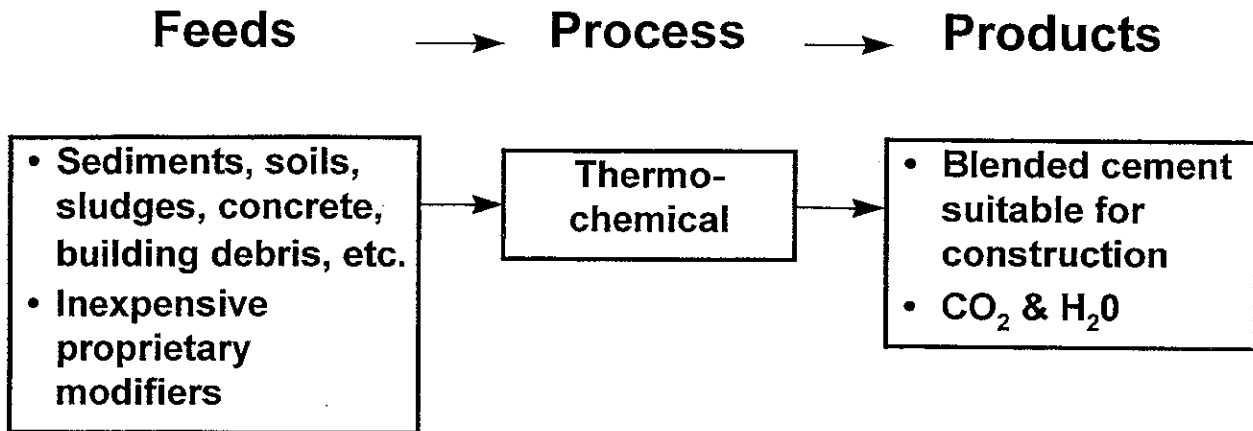 Feeds → Process → Products
• Sediments, soils,
sludges, concrete,
building debris, etc.
• Inexpensive
proprietary
modifiers
Thermo-
chemical
• Blended cement
suitable for
construction
• CO₂ & H₂0